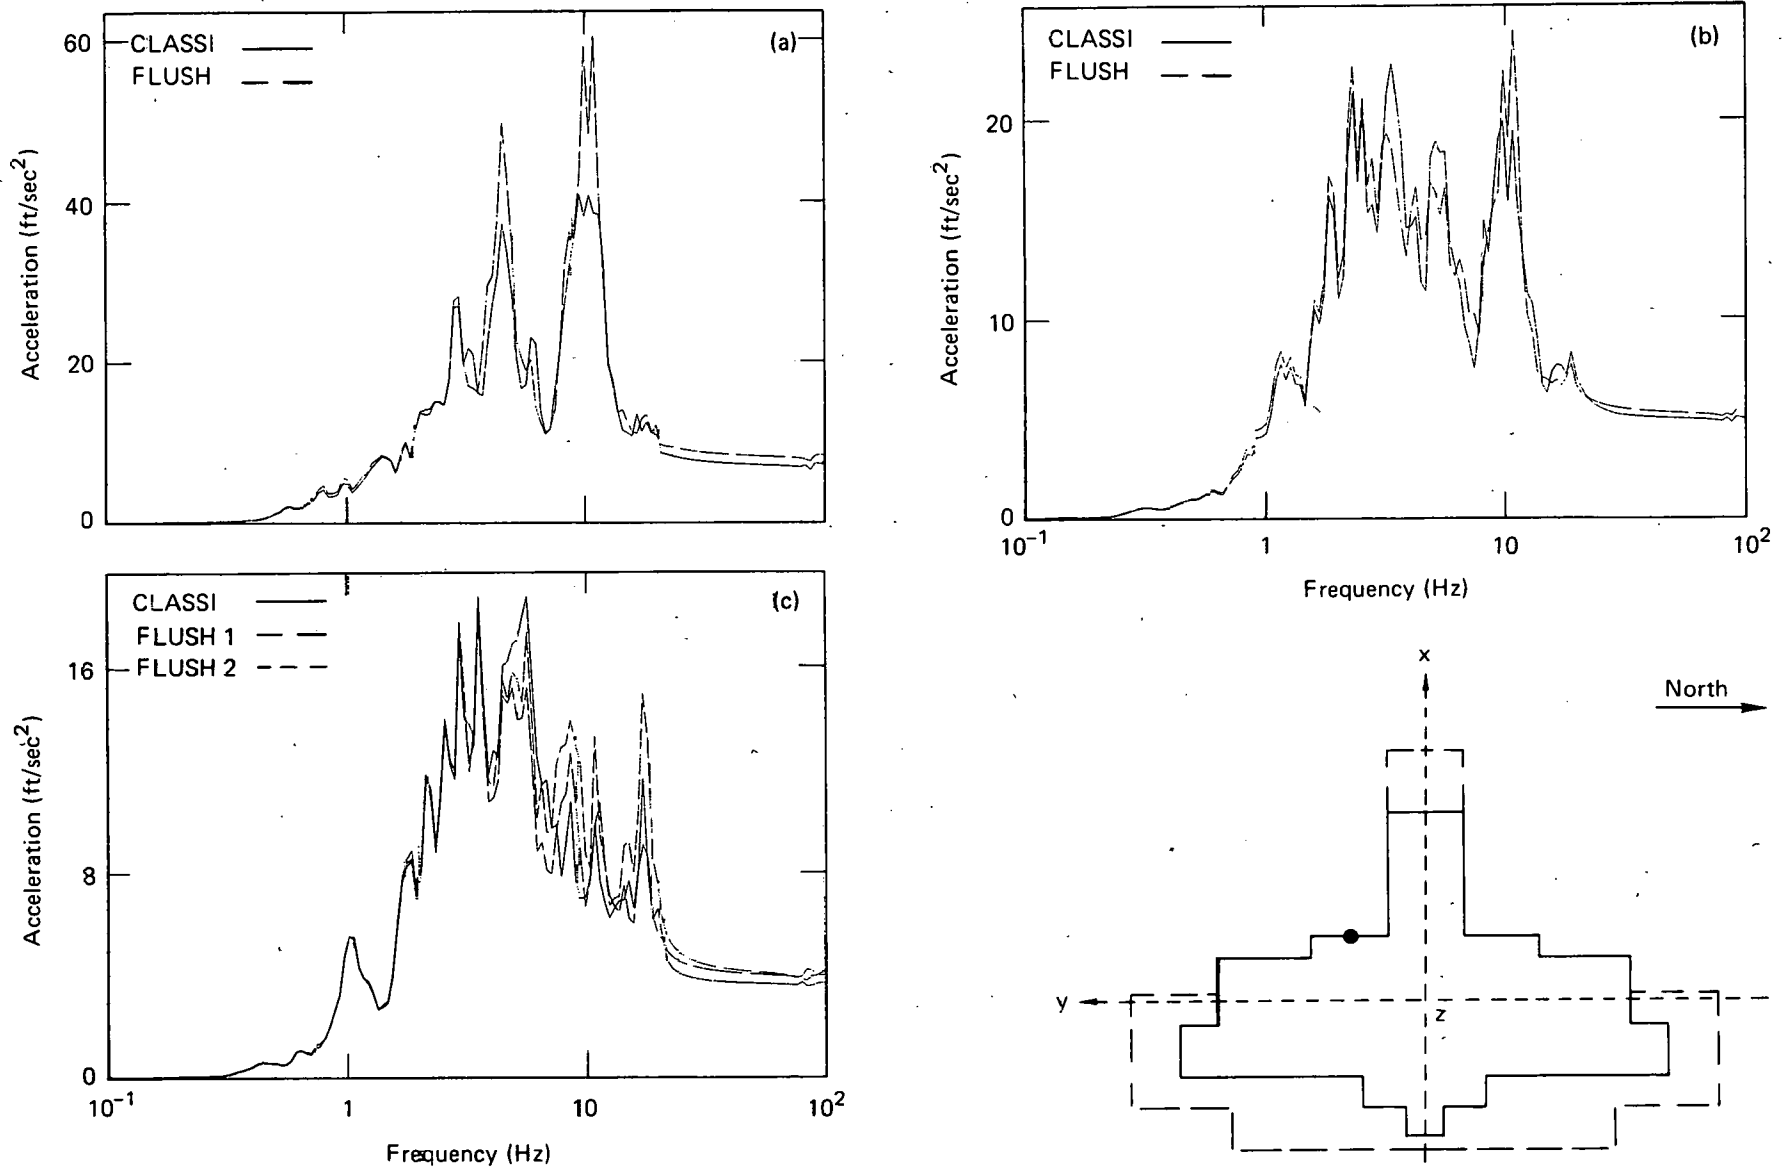 (a)
CLASSI
FLUSH
60
40
20
0
Acceleration (ft/sec²)
(b)
CLASSI
FLUSH
20
10
0
Acceleration (ft/sec²)
10⁻¹ 1 10 10²
Frequency (Hz)
(c)
CLASSI
FLUSH 1
FLUSH 2
16
8
0
Acceleration (ft/sec²)
10⁻¹ 1 10 10²
Frequency (Hz)
x
North
y
z